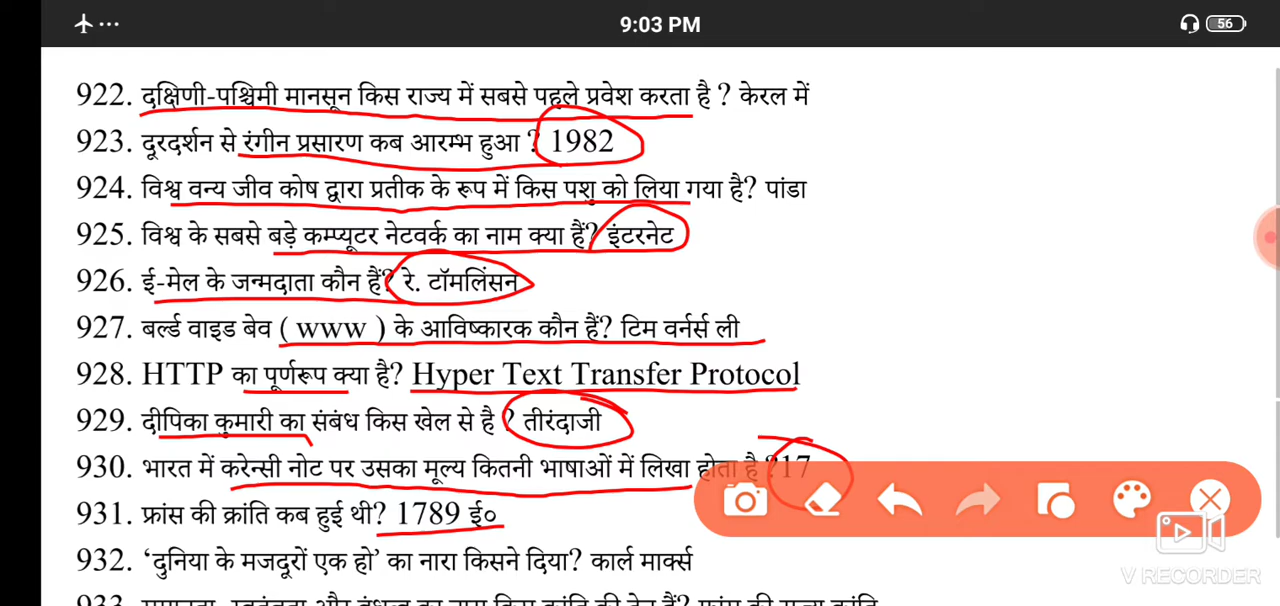 9:03 PM
56
922. दक्षिणी-पश्चिमी मानसून किस राज्य में सबसे पहले प्रवेश करता है ? केरल में
923. दूरदर्शन से रंगीन प्रसारण कब आरम्भ हुआ ? 1982
924. विश्व वन्य जीव कोष द्वारा प्रतीक के रूप में किस पशु को लिया गया है? पांडा
925. विश्व के सबसे बड़े कम्प्यूटर नेटवर्क का नाम क्या हैं? इंटरनेट
926. ई-मेल के जन्मदाता कौन हैं? रे. टॉमलिंसन
927. बर्ल्ड वाइड बेव ( www ) के आविष्कारक कौन हैं? टिम वर्नर्स ली
928. HTTP का पूर्णरूप क्या है? Hyper Text Transfer Protocol
929. दीपिका कुमारी का संबंध किस खेल से है ? तीरंदाजी
930. भारत में करेन्सी नोट पर उसका मूल्य कितनी भाषाओं में लिखा होता है ?17
931. फ्रांस की क्रांति कब हुई थी? 1789 ई०
932. ‘दुनिया के मजदूरों एक हो’ का नारा किसने दिया? कार्ल मार्क्स
V RECORDER